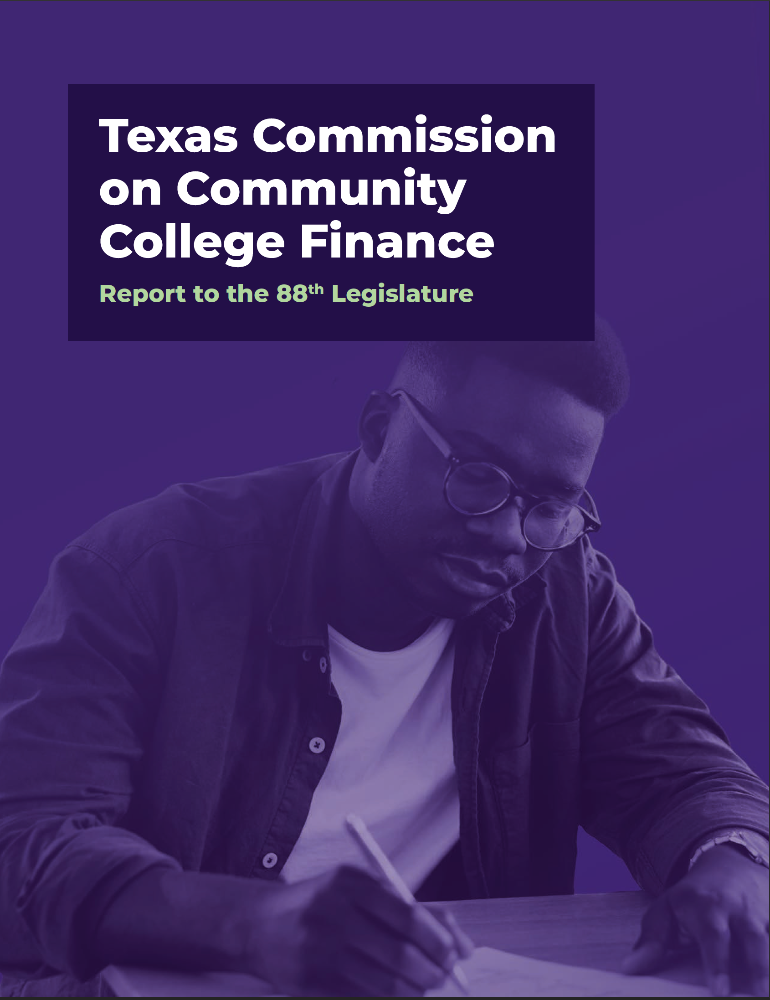 Texas Commission
on Community
College Finance
Report to the 88th Legislature